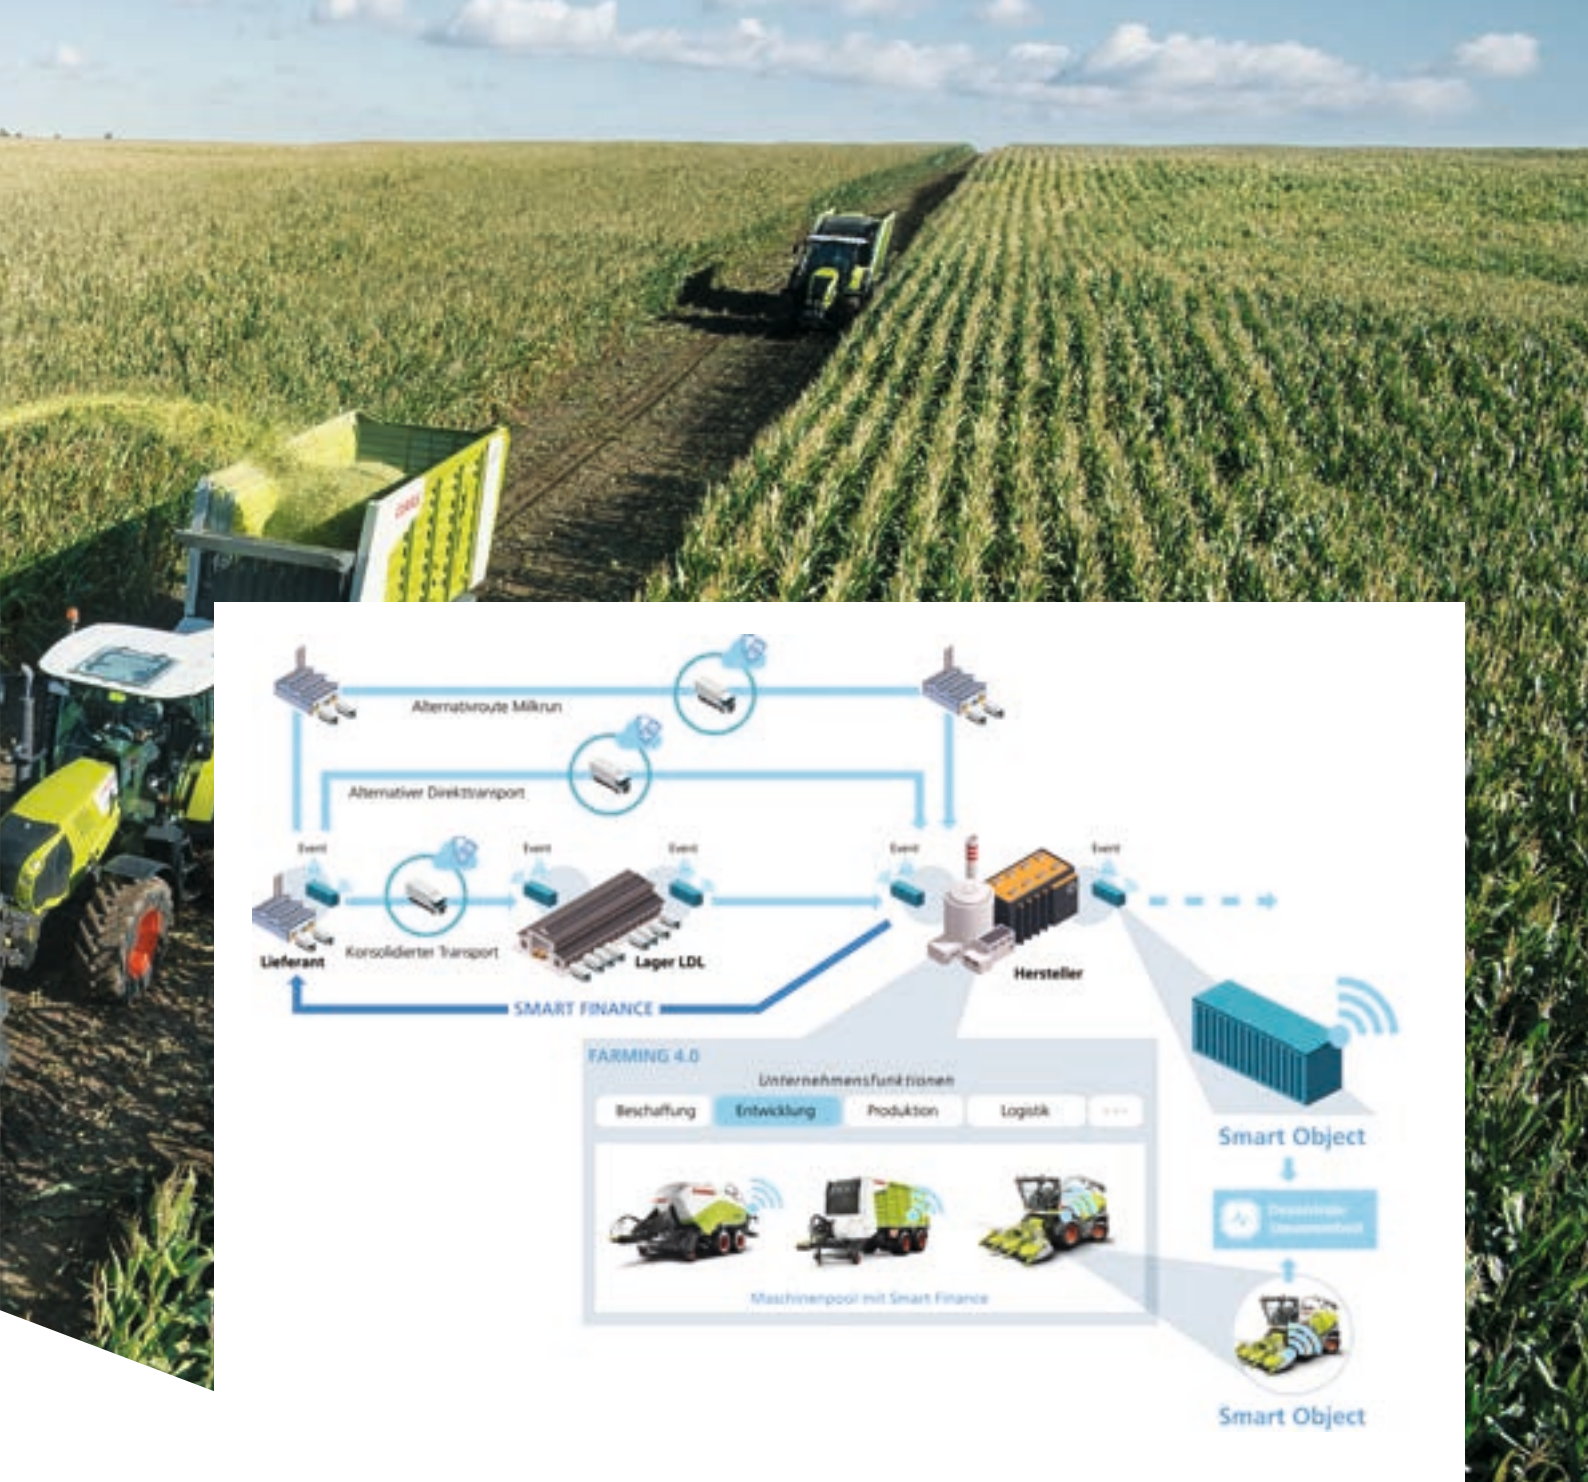 CLAAS
Alternativroute Milkrun
Alternativer Direkttransport
Event
Event
Event
Event
Event
Konsolidierter Transport
Lieferant
Lager LDL
Hersteller
SMART FINANCE
FARMING 4.0
Unternehmensfunktionen
Beschaffung
Entwicklung
Produktion
Logistik
Smart Object
Maschinenpool mit Smart Finance
Smart Object